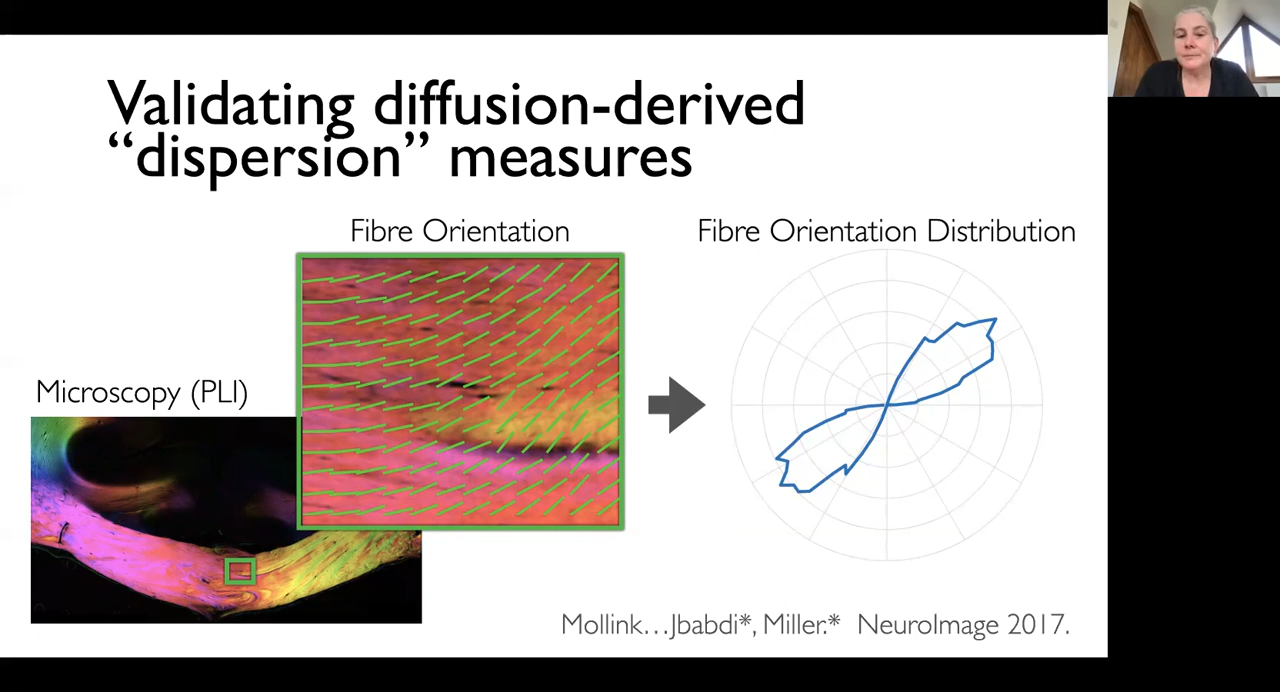 Validating diffusion-derived
“dispersion” measures
Fibre Orientation
Fibre Orientation Distribution
Microscopy (PLI)
Mollink…Jbabdi*, Miller.* NeuroImage 2017.